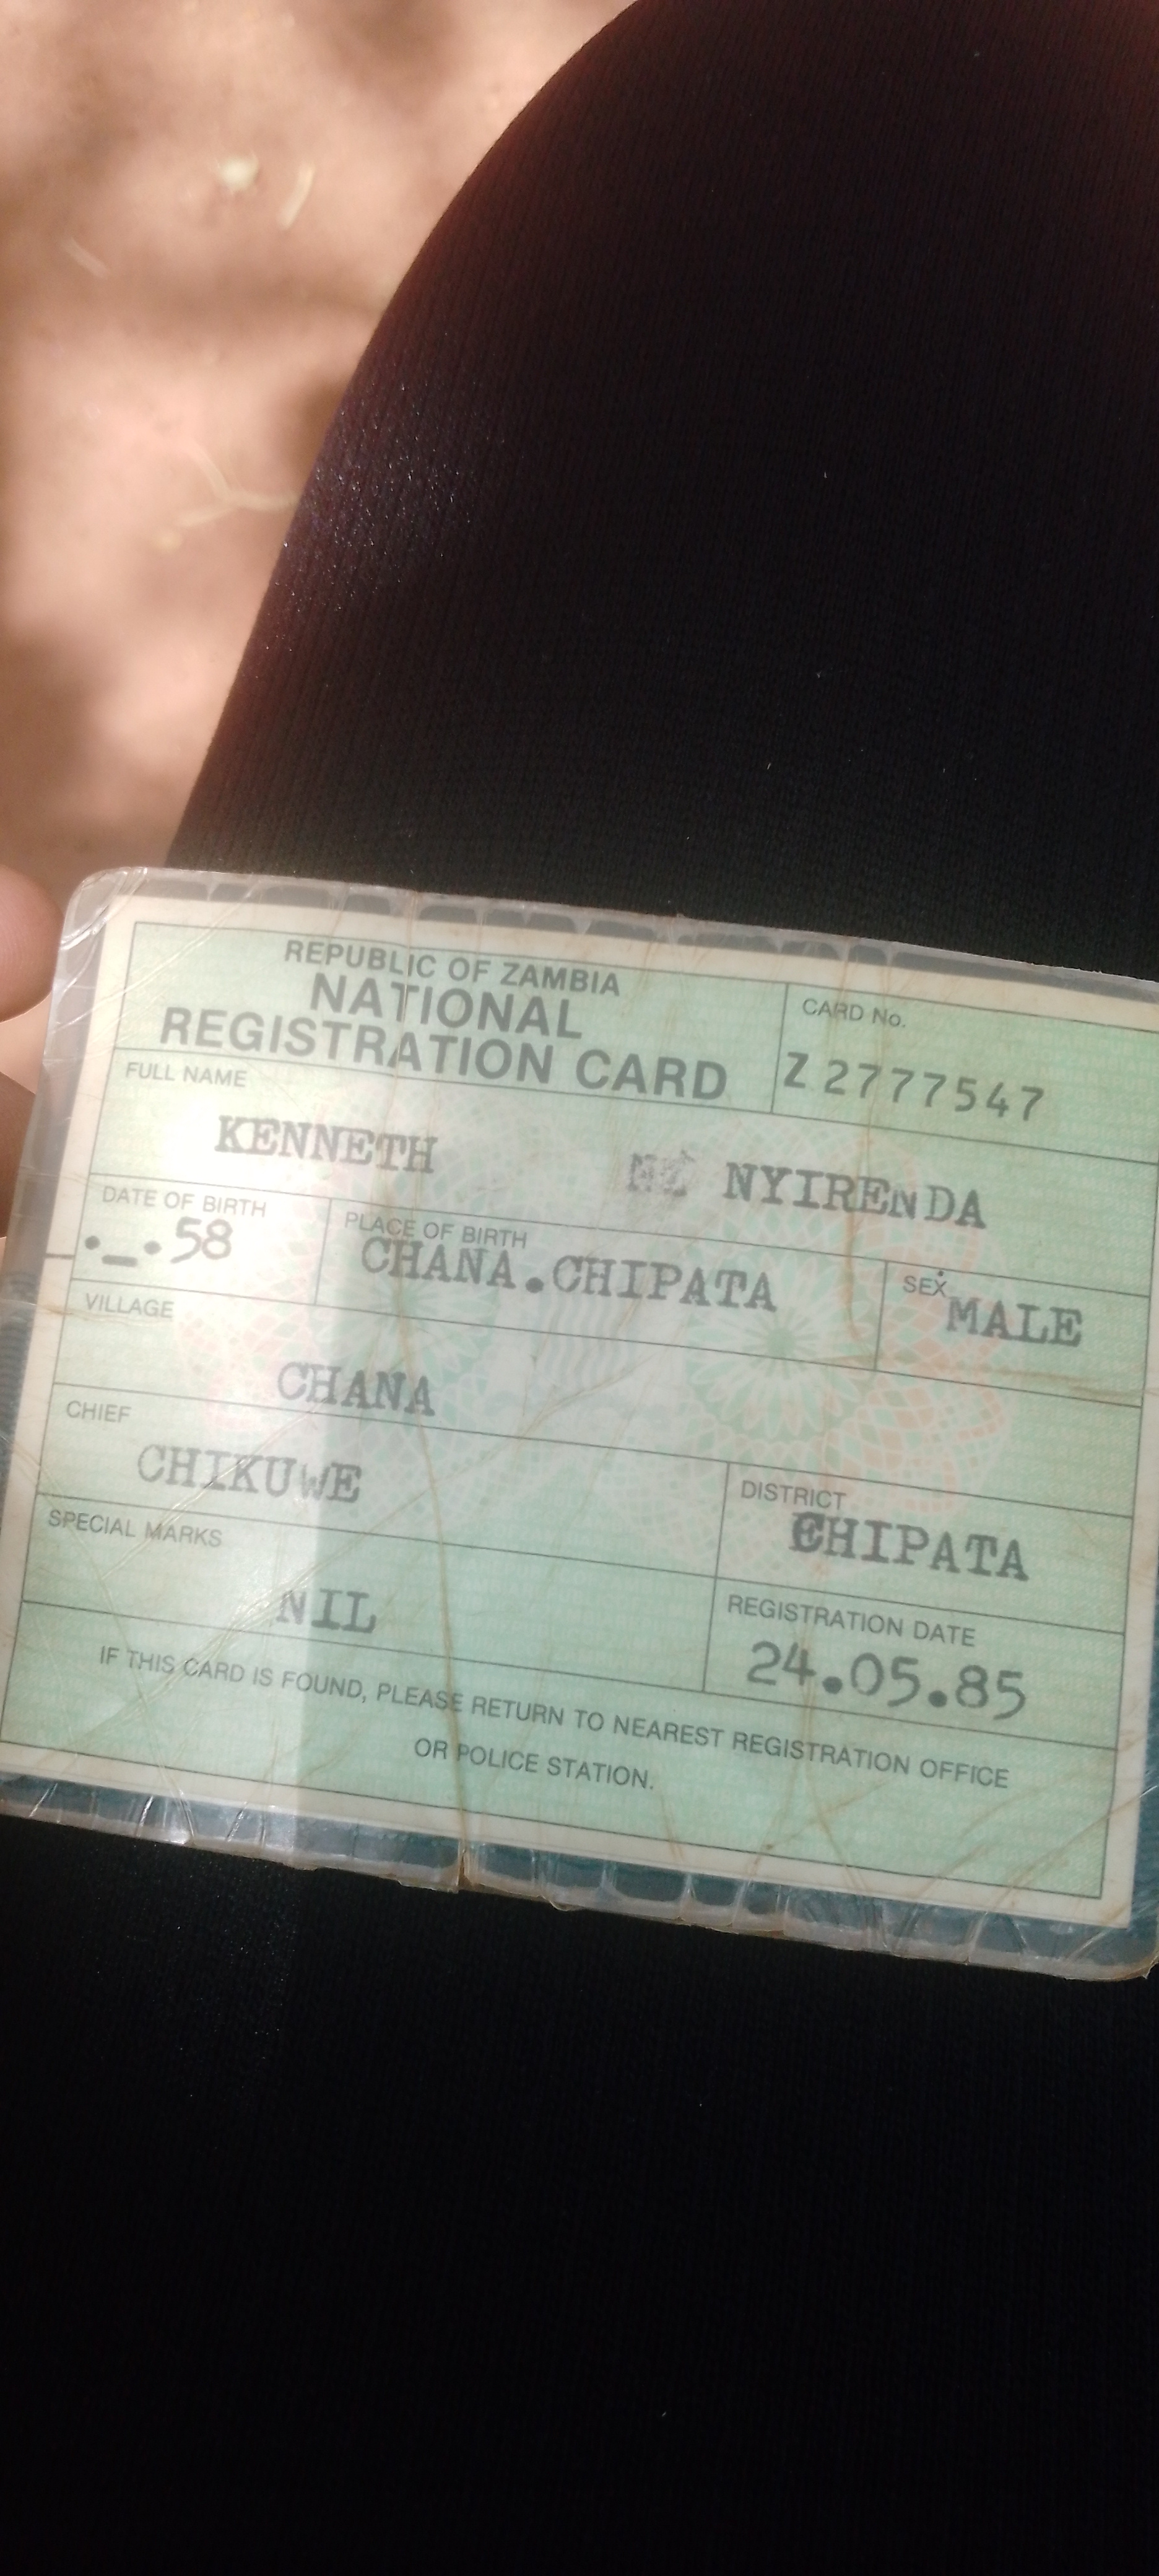 REPUBLIC OF ZAMBIA
NATIONAL
REGISTRATION CARD
CARD No.
Z 2777547
FULL NAME
KENNETH NYIRENDA
DATE OF BIRTH
._.58
PLACE OF BIRTH
CHANA.CHIPATA
SEX
MALE
VILLAGE
CHANA
CHIEF
CHIKUWE
DISTRICT
CHIPATA
SPECIAL MARKS
NIL
REGISTRATION DATE
24.05.85
IF THIS CARD IS FOUND, PLEASE RETURN TO NEAREST REGISTRATION OFFICE
OR POLICE STATION.